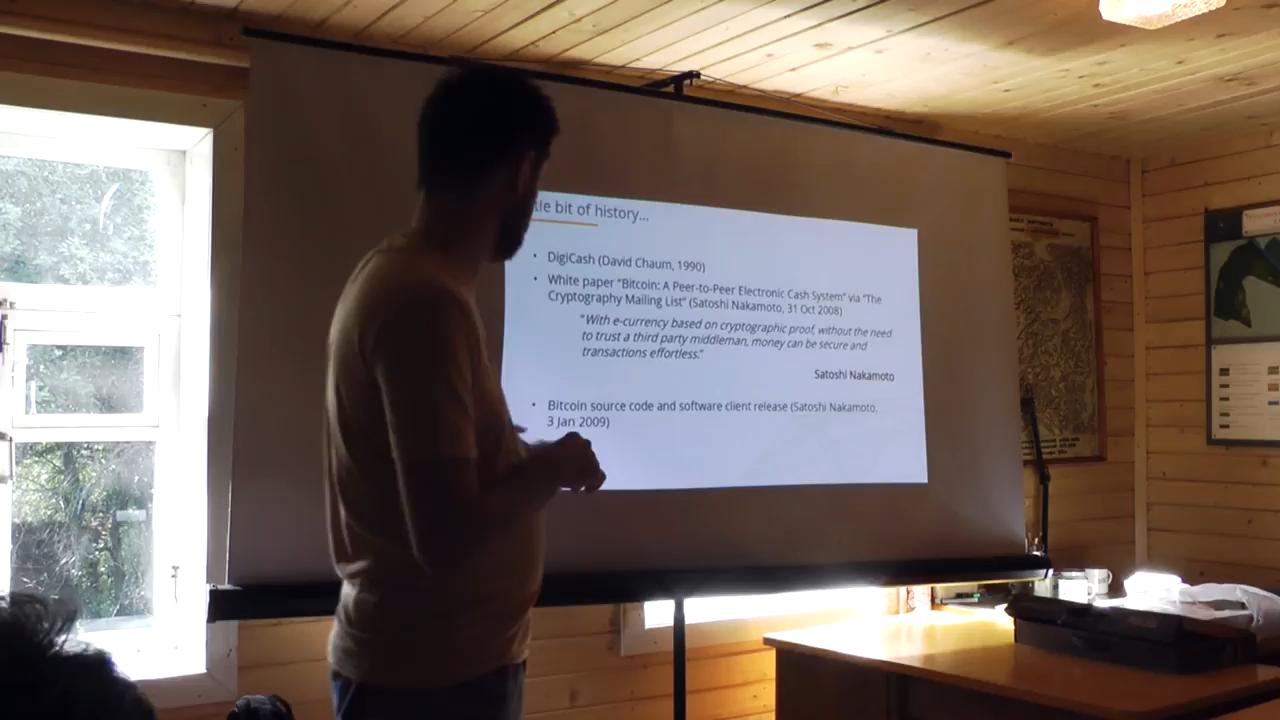 tle bit of history...
• DigiCash (David Chaum, 1990)
• White paper “Bitcoin: A Peer-to-Peer Electronic Cash System” via “The
Cryptography Mailing List” (Satoshi Nakamoto, 31 Oct 2008)
“With e-currency based on cryptographic proof, without the need
to trust a third party middleman, money can be secure and
transactions effortless.”
Satoshi Nakamoto
• Bitcoin source code and software client release (Satoshi Nakamoto,
3 Jan 2009)